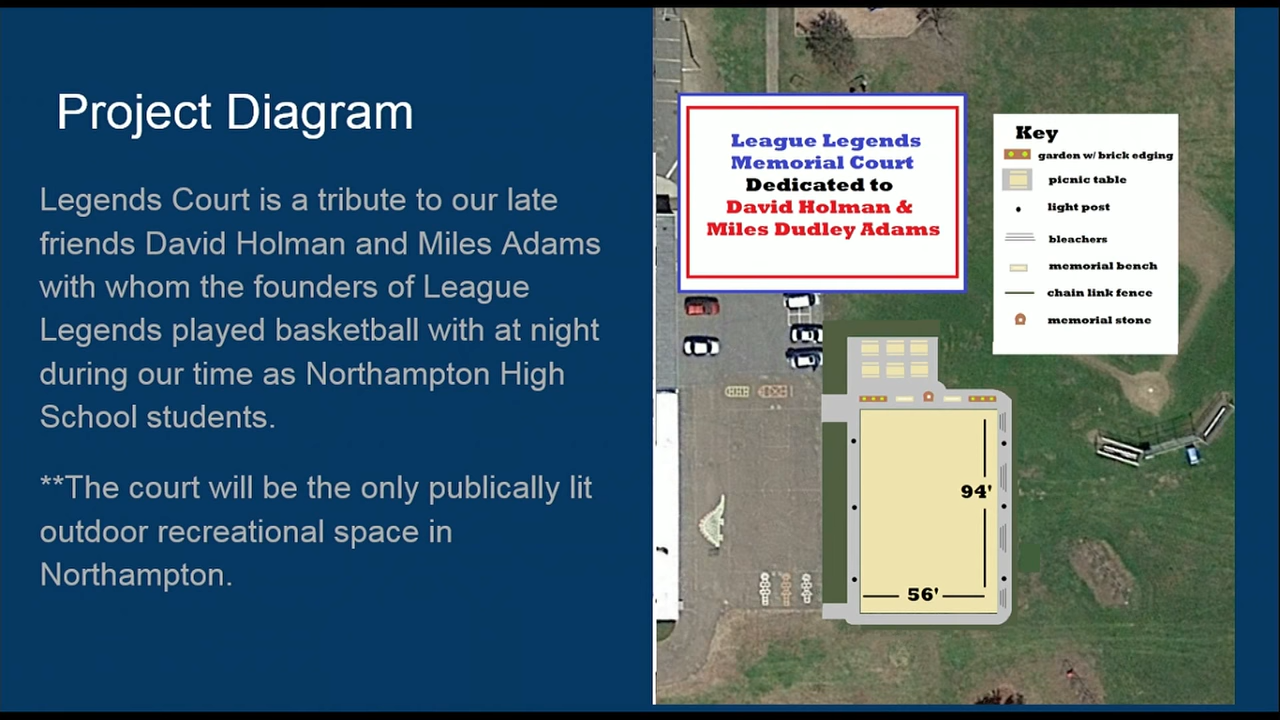 Project Diagram
Legends Court is a tribute to our late
friends David Holman and Miles Adams
with whom the founders of League
Legends played basketball with at night
during our time as Northampton High
School students.
**The court will be the only publically lit
outdoor recreational space in
Northampton.
League Legends
Memorial Court
Dedicated to
David Holman &
Miles Dudley Adams
Key
garden w/ brick edging
picnic table
light post
bleachers
memorial bench
chain link fence
memorial stone
94'
56'